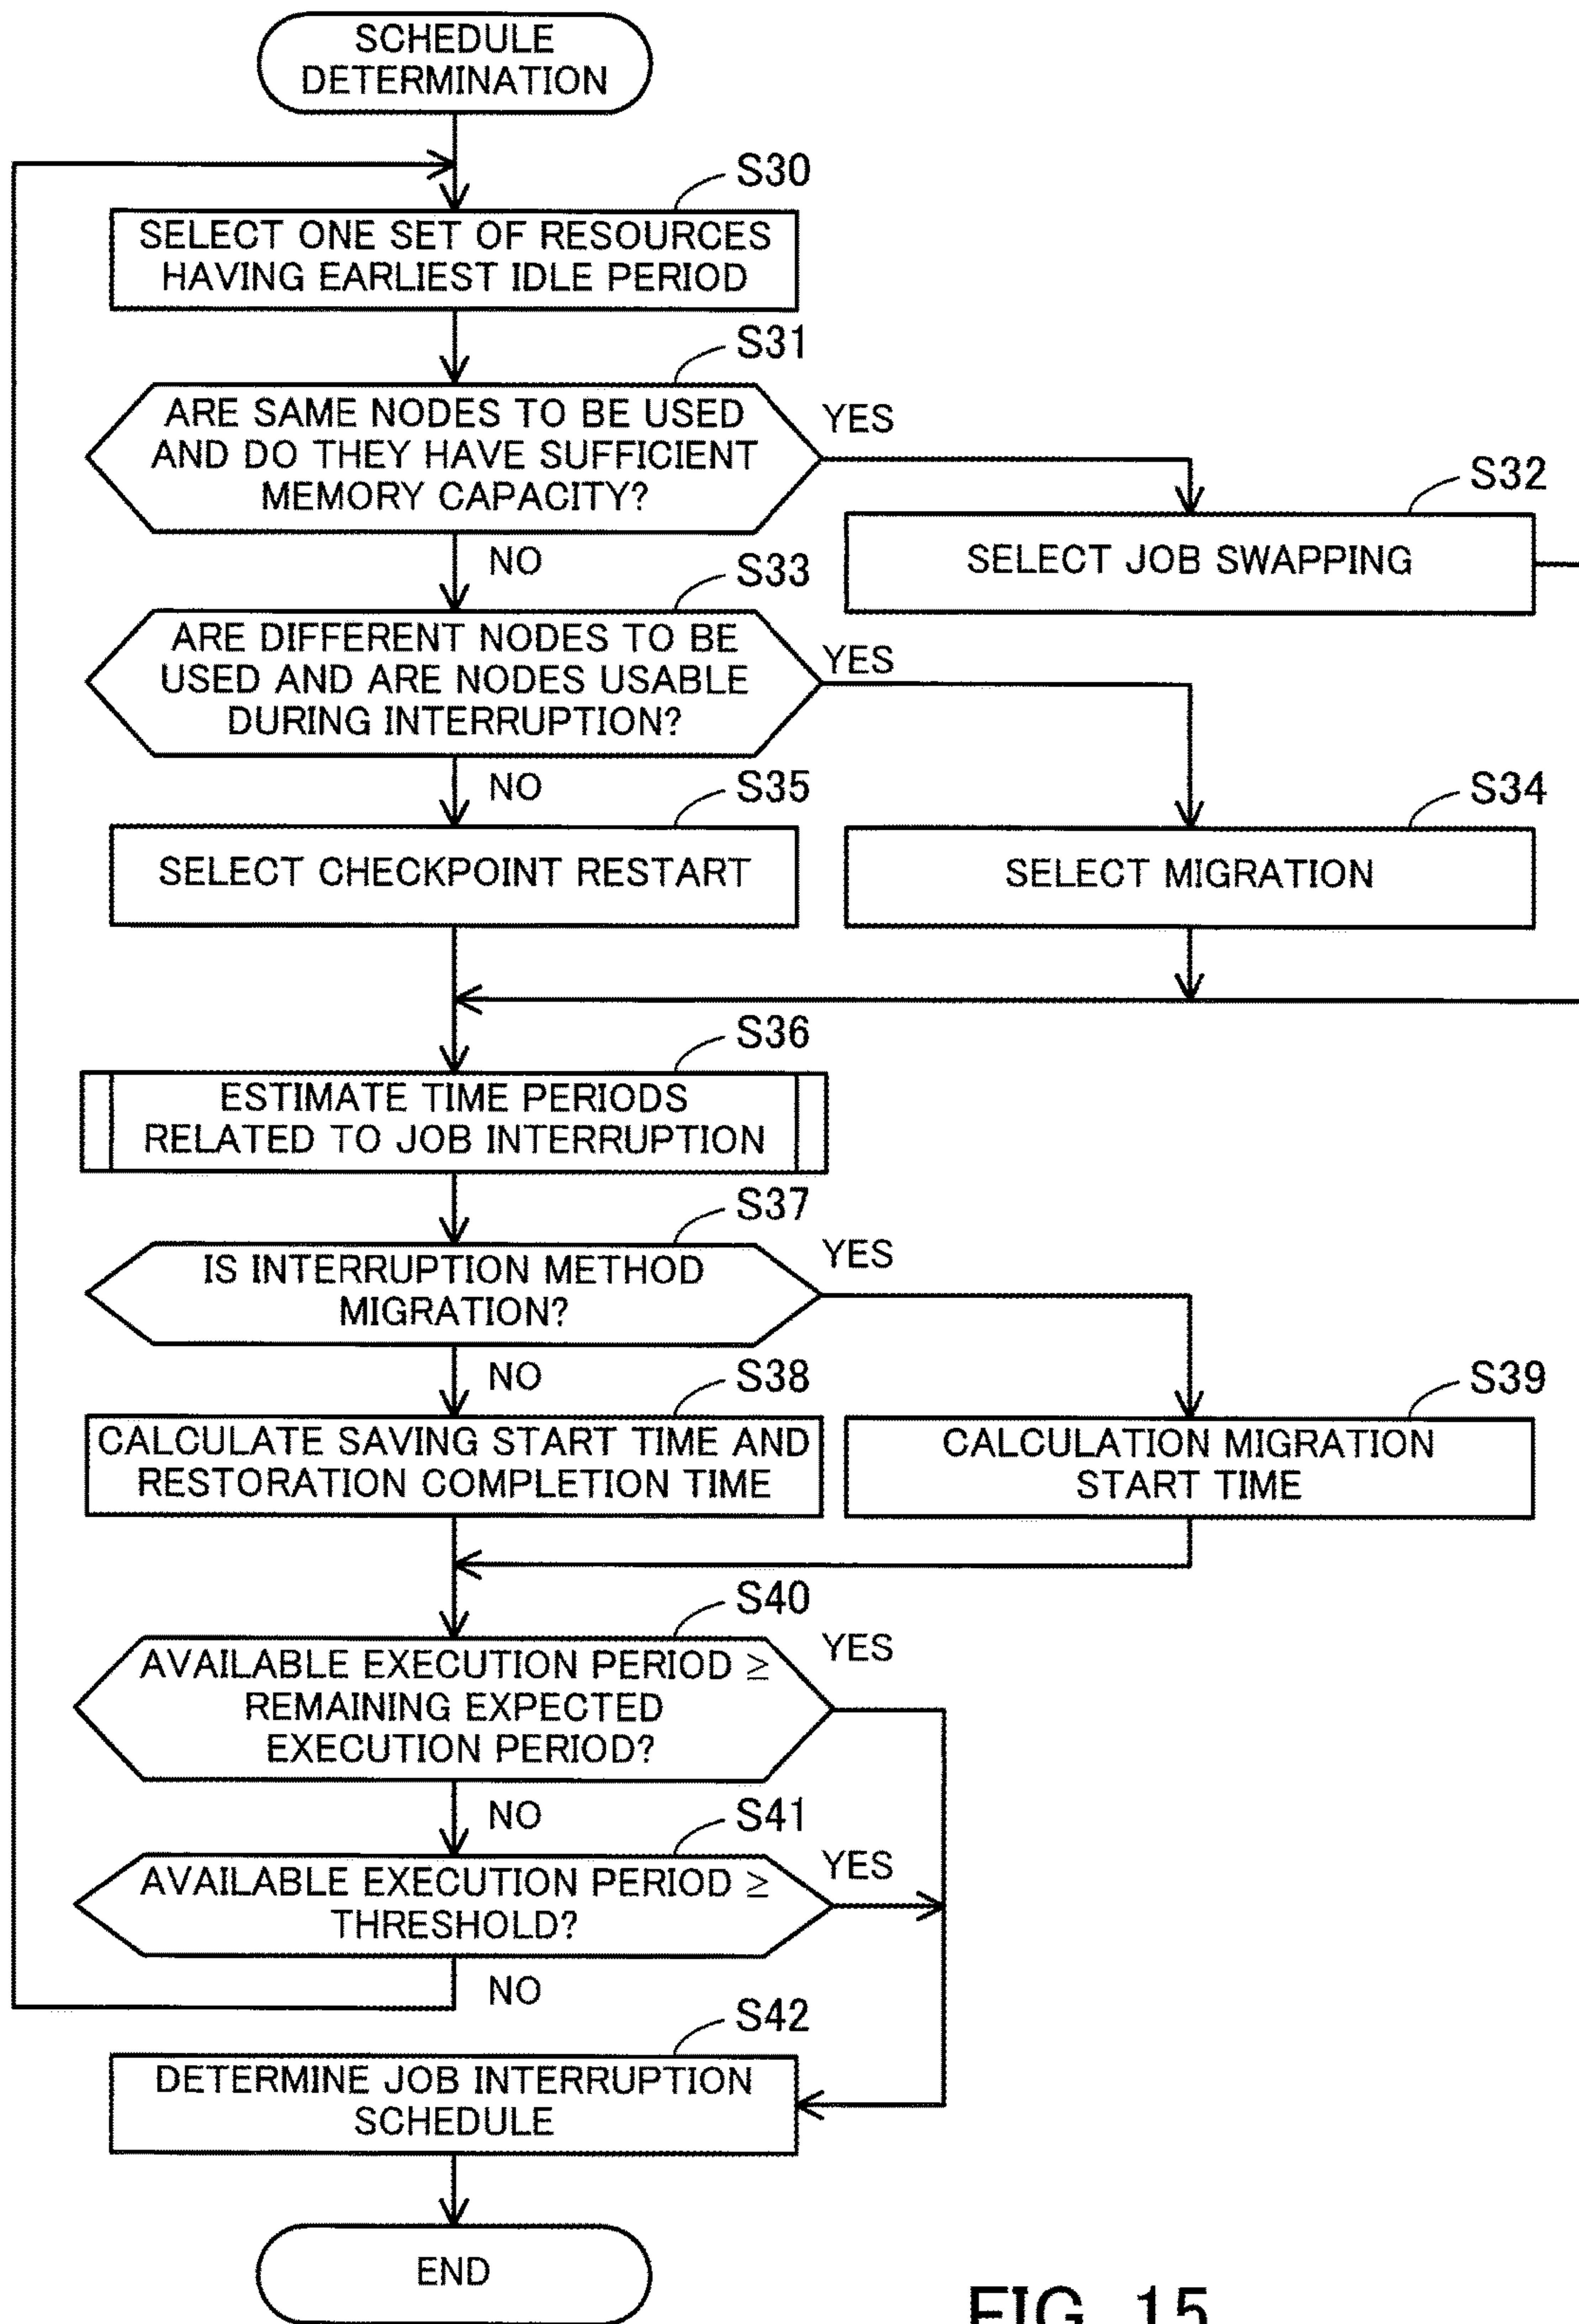 SCHEDULE
DETERMINATION
S30
SELECT ONE SET OF RESOURCES
HAVING EARLIEST IDLE PERIOD
S31
ARE SAME NODES TO BE USED
AND DO THEY HAVE SUFFICIENT
MEMORY CAPACITY?
YES
NO
S32
SELECT JOB SWAPPING
S33
ARE DIFFERENT NODES TO BE
USED AND ARE NODES USABLE
DURING INTERRUPTION?
YES
NO
S35
SELECT CHECKPOINT RESTART
S34
SELECT MIGRATION
S36
ESTIMATE TIME PERIODS
RELATED TO JOB INTERRUPTION
S37
IS INTERRUPTION METHOD
MIGRATION?
YES
NO
S38
CALCULATE SAVING START TIME AND
RESTORATION COMPLETION TIME
S39
CALCULATION MIGRATION
START TIME
S40
AVAILABLE EXECUTION PERIOD ≥
REMAINING EXPECTED
EXECUTION PERIOD?
YES
NO
S41
AVAILABLE EXECUTION PERIOD ≥
THRESHOLD?
YES
NO
S42
DETERMINE JOB INTERRUPTION
SCHEDULE
END
FIG. 15